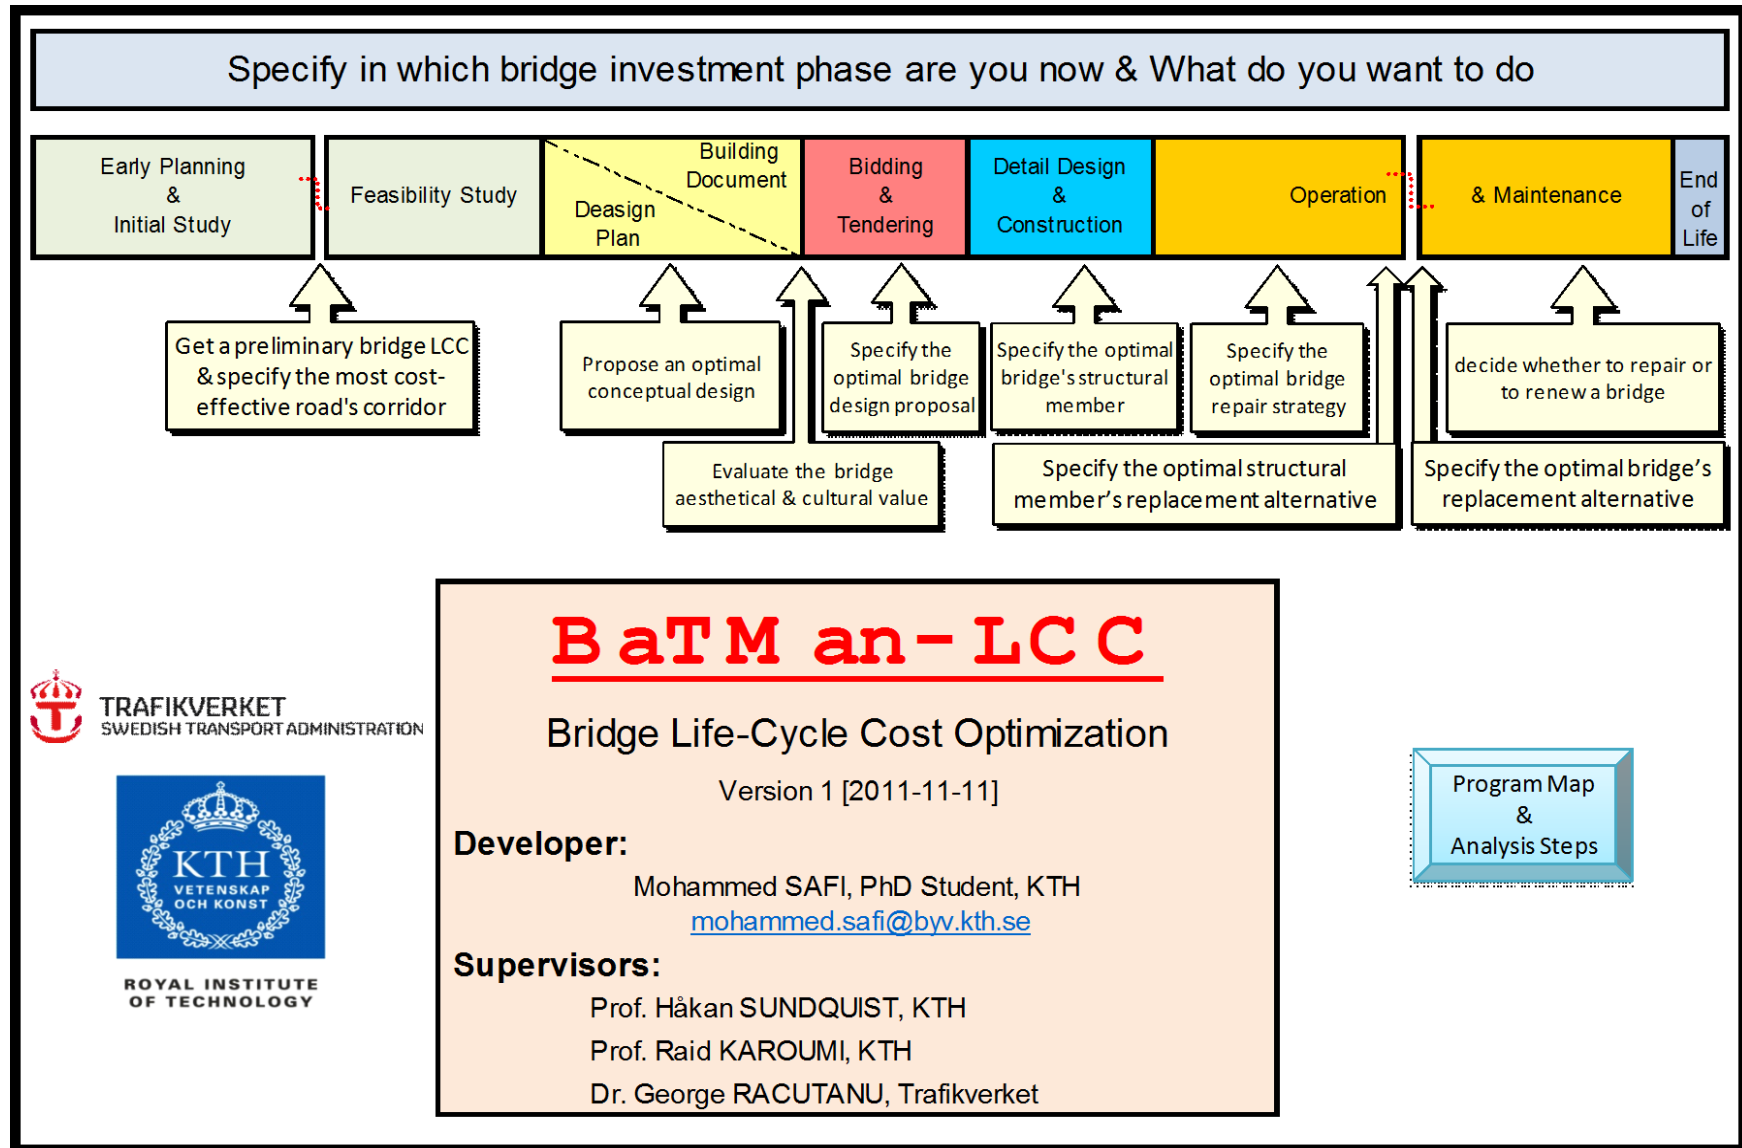 Specify in which bridge investment phase are you now & What do you want to do
Early Planning
&
Initial Study
Feasibility Study
Building
Document
Deasign
Plan
Bidding
&
Tendering
Detail Design
&
Construction
Operation
& Maintenance
End
of
Life
Get a preliminary bridge LCC
& specify the most cost-
effective road's corridor
Propose an optimal
conceptual design
Specify the
optimal bridge
design proposal
Specify the optimal
bridge's structural
member
Specify the
optimal bridge
repair strategy
decide whether to repair or
to renew a bridge
Evaluate the bridge
aesthetical & cultural value
Specify the optimal structural
member’s replacement alternative
Specify the optimal bridge’s
replacement alternative
BaTMan-LCC
Bridge Life-Cycle Cost Optimization
Version 1 [2011-11-11]
Developer:
Mohammed SAFI, PhD Student, KTH
mohammed.safi@byv.kth.se
Supervisors:
Prof. Håkan SUNDQUIST, KTH
Prof. Raid KAROUMI, KTH
Dr. George RACUTANU, Trafikverket
TRAFIKVERKET
SWEDISH TRANSPORT ADMINISTRATION
KTH
VETENSKAP
OCH KONST
ROYAL INSTITUTE
OF TECHNOLOGY
Program Map
&
Analysis Steps